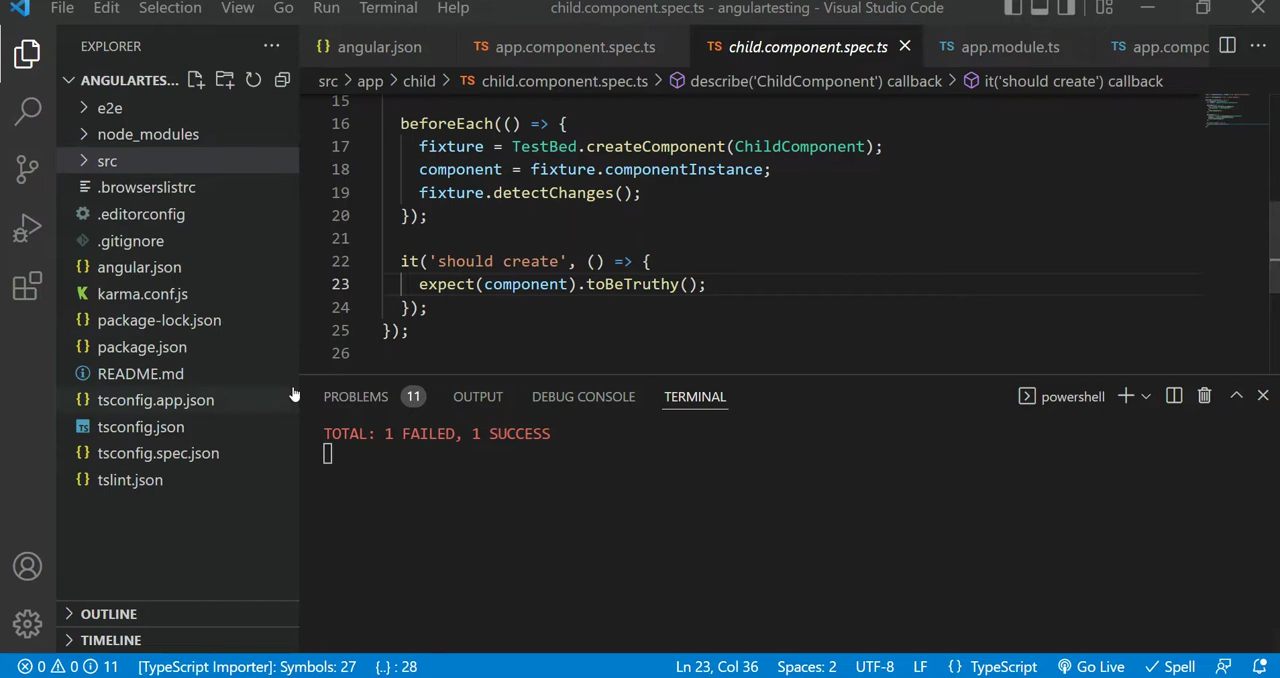 File Edit Selection View Go Run Terminal Help child.component.spec.ts - angulartesting - Visual Studio Code
EXPLORER
ANGULARTES...
e2e
node_modules
src
.browserslistrc
.editorconfig
.gitignore
angular.json
karma.conf.js
package-lock.json
package.json
README.md
tsconfig.app.json
tsconfig.json
tsconfig.spec.json
tslint.json
OUTLINE
TIMELINE
{} angular.json TS app.component.spec.ts TS child.component.spec.ts TS app.module.ts TS app.compc
src > app > child > TS child.component.spec.ts > describe('ChildComponent') callback > it('should create') callback
15
16 beforeEach(() => {
17 fixture = TestBed.createComponent(ChildComponent);
18 component = fixture.componentInstance;
19 fixture.detectChanges();
20 });
21
22 it('should create', () => {
23 expect(component).toBeTruthy();
24 });
25 });
26
PROBLEMS 11 OUTPUT DEBUG CONSOLE TERMINAL powershell
TOTAL: 1 FAILED, 1 SUCCESS
0 0 11 [TypeScript Importer]: Symbols: 27 {..} : 28 Ln 23, Col 36 Spaces: 2 UTF-8 LF {} TypeScript Go Live Spell